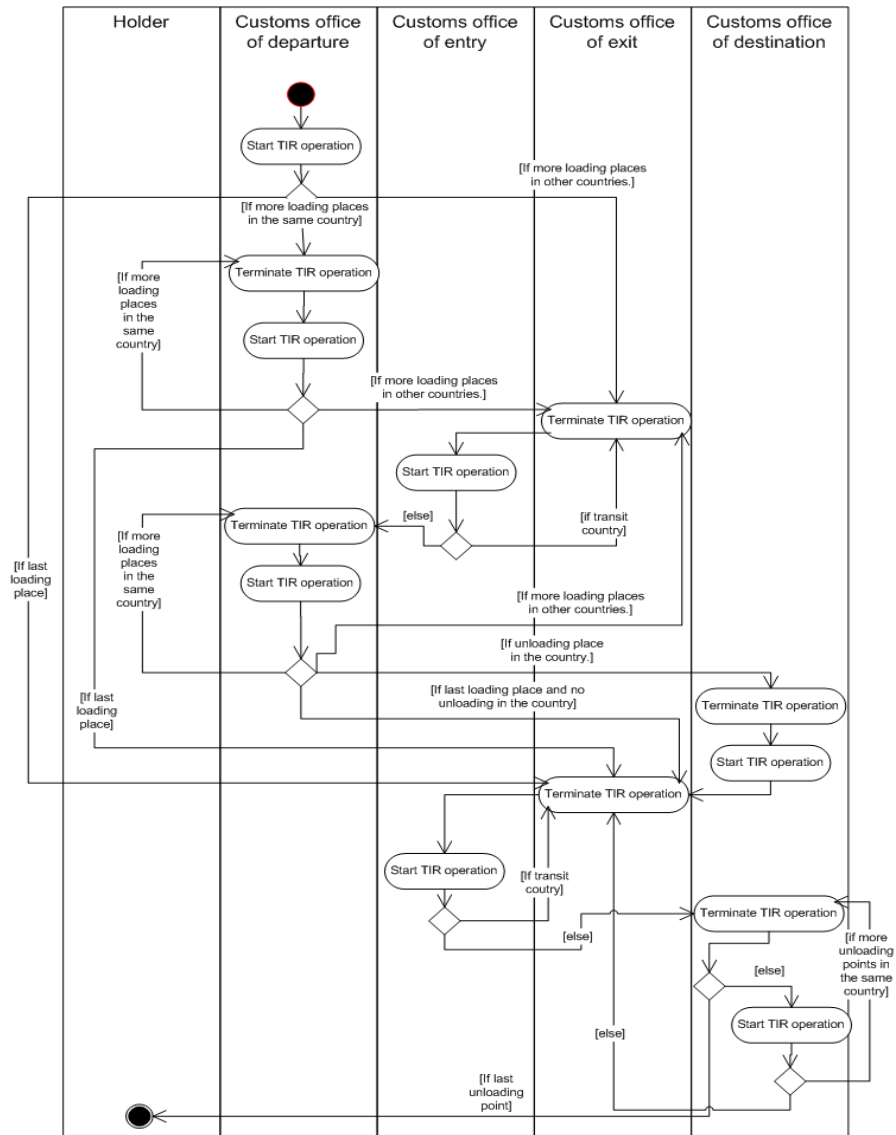 Holder
Customs office
of departure
Customs office
of entry
Customs office
of exit
Customs office
of destination
Start TIR operation
[If more loading places
in other countries.]
[If more loading places
in the same country]
Terminate TIR operation
[If more
loading
places
in the
same
country]
Start TIR operation
[If more loading places
in other countries.]
Terminate TIR operation
Start TIR operation
[else]
[if transit
country]
Terminate TIR operation
[If more
loading
places
in the
same
country]
Start TIR operation
[If last
loading
place]
[If more loading places
in other countries.]
[If unloading place
in the country.]
[If last loading place and no
unloading in the country]
[If last
loading
place]
Terminate TIR operation
Start TIR operation
Terminate TIR operation
Start TIR operation
[If transit
coutry]
[else]
Terminate TIR operation
[if more
unloading
points in
the same
country]
[else]
Start TIR operation
[else]
[If last
unloading
point]